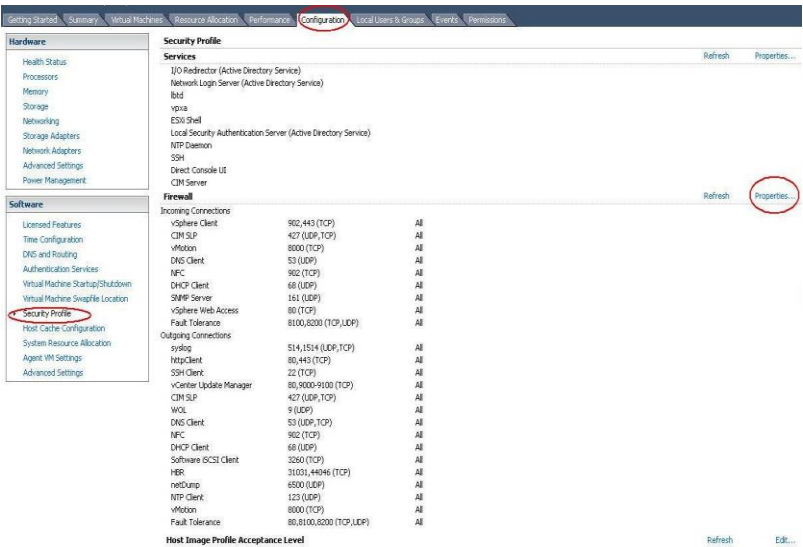 Getting Started Summary Virtual Machines Resource Allocation Performance Configuration Local Users & Groups Events Permissions
Hardware
Health Status
Processors
Memory
Storage
Networking
Storage Adapters
Network Adapters
Advanced Settings
Power Management
Software
Licensed Features
Time Configuration
DNS and Routing
Authentication Services
Virtual Machine Startup/Shutdown
Virtual Machine Swapfile Location
Security Profile
Host Cache Configuration
System Resource Allocation
Agent VM Settings
Advanced Settings
Security Profile
Services Refresh Properties...
I/O Redirector (Active Directory Service)
Network Login Server (Active Directory Service)
lbtd
vpxa
ESXi Shell
Local Security Authentication Server (Active Directory Service)
NTP Daemon
SSH
Direct Console UI
CIM Server
Firewall Refresh Properties...
Incoming Connections
vSphere Client 902,443 (TCP) All
CIM SLP 427 (UDP,TCP) All
vMotion 8000 (TCP) All
DNS Client 53 (UDP) All
NFC 902 (TCP) All
DHCP Client 68 (UDP) All
SNMP Server 161 (UDP) All
vSphere Web Access 80 (TCP) All
Fault Tolerance 8100,8200 (TCP,UDP) All
Outgoing Connections
syslog 514,1514 (UDP,TCP) All
httpClient 80,443 (TCP) All
SSH Client 22 (TCP) All
vCenter Update Manager 80,9000-9100 (TCP) All
CIM SLP 427 (UDP,TCP) All
WOL 9 (UDP) All
DNS Client 53 (UDP,TCP) All
NFC 902 (TCP) All
DHCP Client 68 (UDP) All
Software iSCSI Client 3260 (TCP) All
HBR 31031,44046 (TCP) All
netDump 6500 (UDP) All
NTP Client 123 (UDP) All
vMotion 8000 (TCP) All
Fault Tolerance 80,8100,8200 (TCP,UDP) All
Host Image Profile Acceptance Level Refresh Edit...